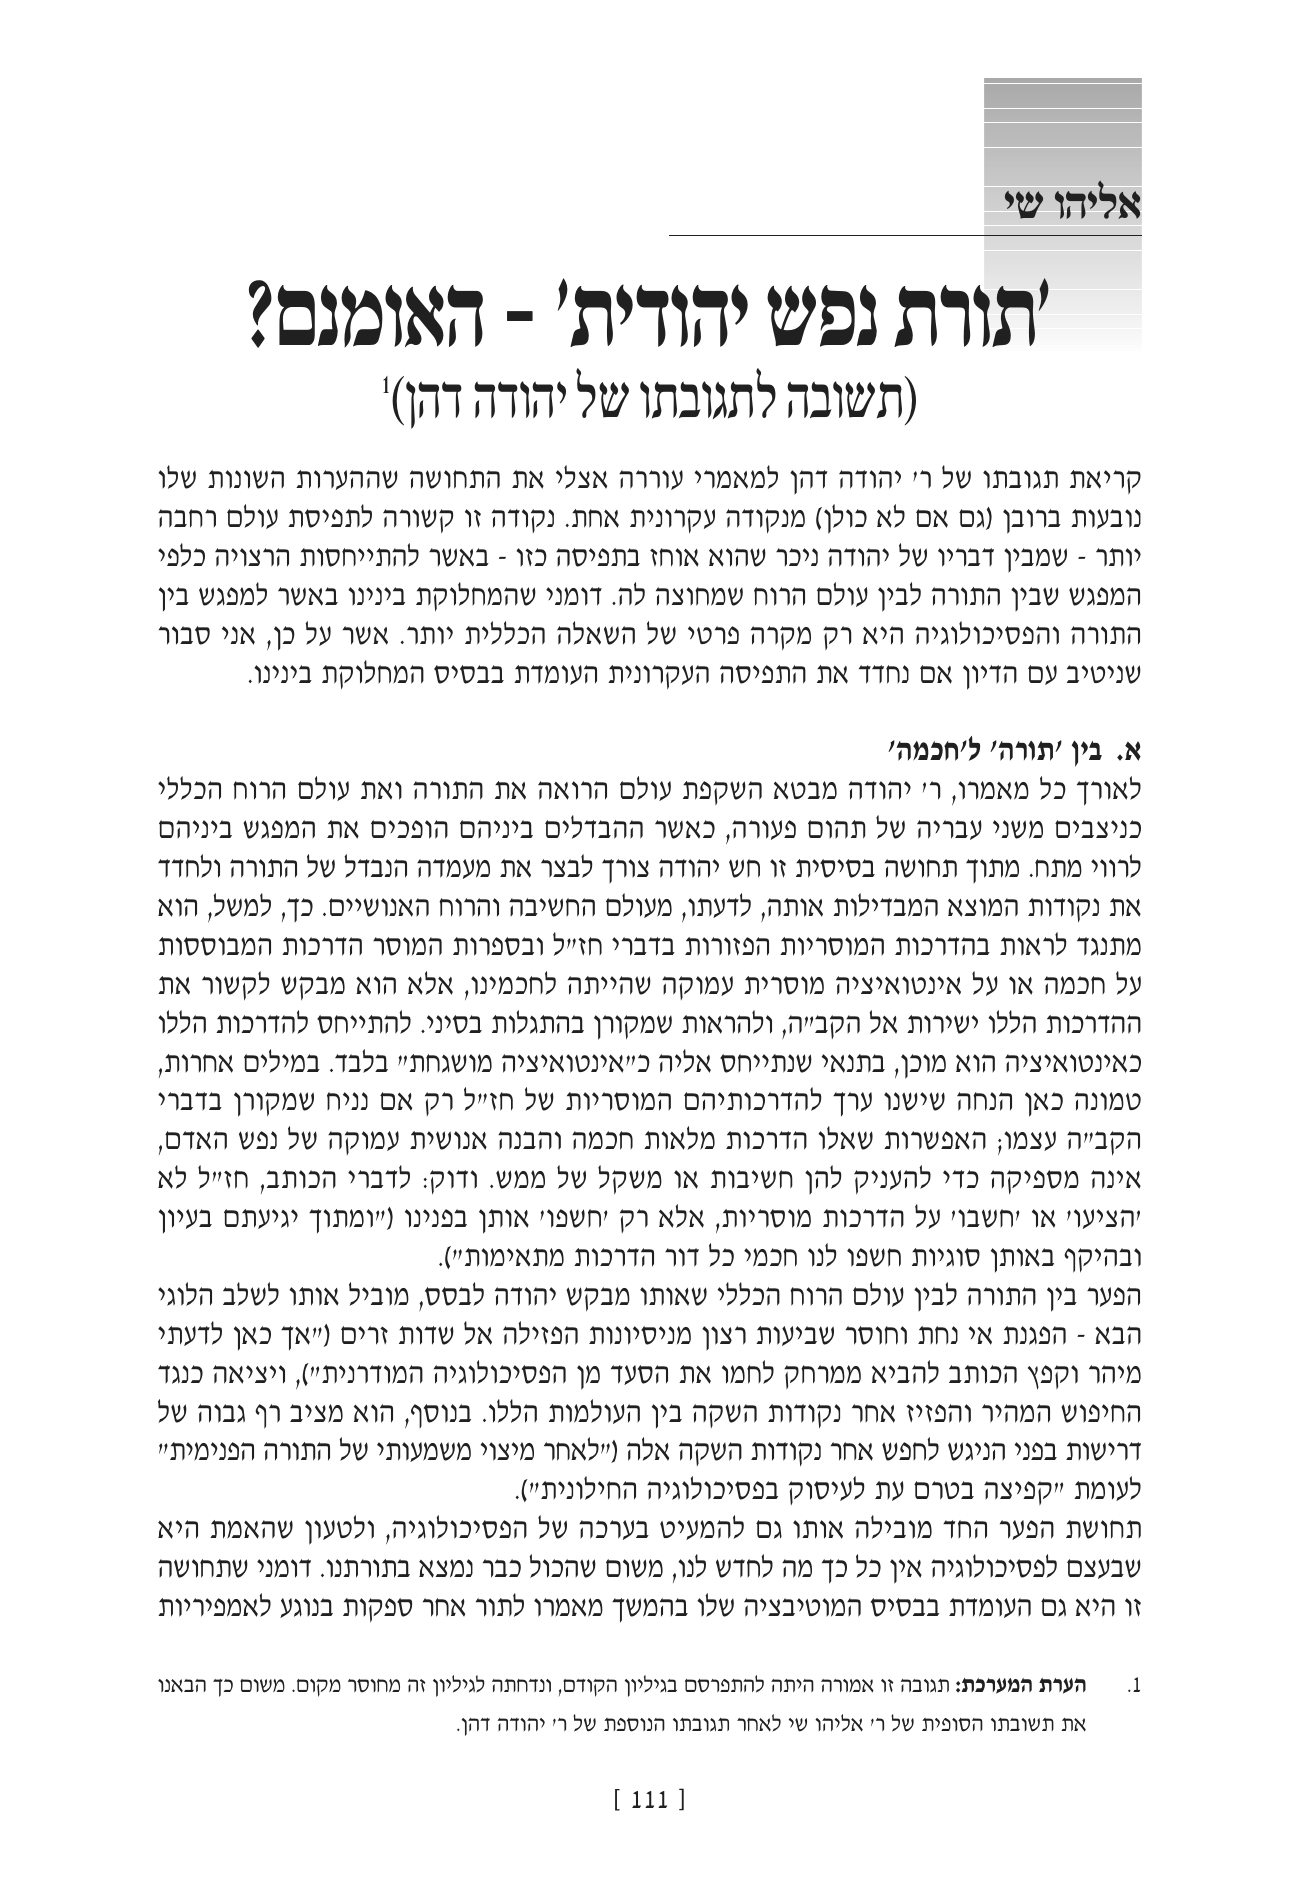 אליהו שי
'תורת נפש יהודית' - האומנם?
(תשובה לתגובתו של יהודה דהן)1
קריאת תגובתו של ר' יהודה דהן למאמרי עוררה אצלי את התחושה שההערות השונות שלו
נובעות ברובן (גם אם לא כולן) מנקודה עקרונית אחת. נקודה זו קשורה לתפיסת עולם רחבה
יותר - שמבין דבריו של יהודה ניכר שהוא אוחז בתפיסה כזו - באשר להתייחסות הרצויה כלפי
המפגש שבין התורה לבין עולם הרוח שמחוצה לה. דומני שהמחלוקת בינינו באשר למפגש בין
התורה והפסיכולוגיה היא רק מקרה פרטי של השאלה הכללית יותר. אשר על כן, אני סבור
שניטיב עם הדיון אם נחדד את התפיסה העקרונית העומדת בבסיס המחלוקת בינינו.
א. בין 'תורה' ל'חכמה'
לאורך כל מאמרו, ר' יהודה מבטא השקפת עולם הרואה את התורה ואת עולם הרוח הכללי
כניצבים משני עבריה של תהום פעורה, כאשר ההבדלים ביניהם הופכים את המפגש ביניהם
לרווי מתח. מתוך תחושה בסיסית זו חש יהודה צורך לבצר את מעמדה הנבדל של התורה ולחדד
את נקודות המוצא המבדילות אותה, לדעתו, מעולם החשיבה והרוח האנושיים. כך, למשל, הוא
מתנגד לראות בהדרכות המוסריות הפזורות בדברי חז"ל ובספרות המוסר הדרכות המבוססות
על חכמה או על אינטואיציה מוסרית עמוקה שהייתה לחכמינו, אלא הוא מבקש לקשור את
ההדרכות הללו ישירות אל הקב"ה, ולהראות שמקורן בהתגלות בסיני. להתייחס להדרכות הללו
כאינטואיציה הוא מוכן, בתנאי שנתייחס אליה כ"אינטואיציה מושגחת" בלבד. במילים אחרות,
טמונה כאן הנחה שישנו ערך להדרכותיהם המוסריות של חז"ל רק אם נניח שמקורן בדברי
הקב"ה עצמו; האפשרות שאלו הדרכות מלאות חכמה והבנה אנושית עמוקה של נפש האדם,
אינה מספיקה כדי להעניק להן חשיבות או משקל של ממש. ודוק: לדברי הכותב, חז"ל לא
'הציעו' או 'חשבו' על הדרכות מוסריות, אלא רק 'חשפו' אותן בפנינו ("ומתוך יגיעתם בעיון
ובהיקף באותן סוגיות חשפו לנו חכמי כל דור הדרכות מתאימות").
הפער בין התורה לבין עולם הרוח הכללי שאותו מבקש יהודה לבסס, מוביל אותו לשלב הלוגי
הבא - הפגנת אי נחת וחוסר שביעות רצון מניסיונות הפזילה אל שדות זרים ("אך כאן לדעתי
מיהר וקפץ הכותב להביא ממרחק לחמו את הסעד מן הפסיכולוגיה המודרנית"), ויציאה כנגד
החיפוש המהיר והפזיז אחר נקודות השקה בין העולמות הללו. בנוסף, הוא מציב רף גבוה של
דרישות בפני הניגש לחפש אחר נקודות השקה אלה ("לאחר מיצוי משמעותי של התורה הפנימית"
לעומת "קפיצה בטרם עת לעיסוק בפסיכולוגיה החילונית").
תחושת הפער החד מובילה אותו גם להמעיט בערכה של הפסיכולוגיה, ולטעון שהאמת היא
שבעצם לפסיכולוגיה אין כל כך מה לחדש לנו, משום שהכול כבר נמצא בתורתנו. דומני שתחושה
זו היא גם העומדת בבסיס המוטיבציה שלו בהמשך מאמרו לתור אחר ספקות בנוגע לאמפיריות
1. הערת המערכת: תגובה זו אמורה היתה להתפרסם בגיליון הקודם, ונדחתה לגיליון זה מחוסר מקום. משום כך הבאנו
את תשובתו הסופית של ר' אליהו שי לאחר תגובתו הנוספת של ר' יהודה דהן.
[ 111 ]